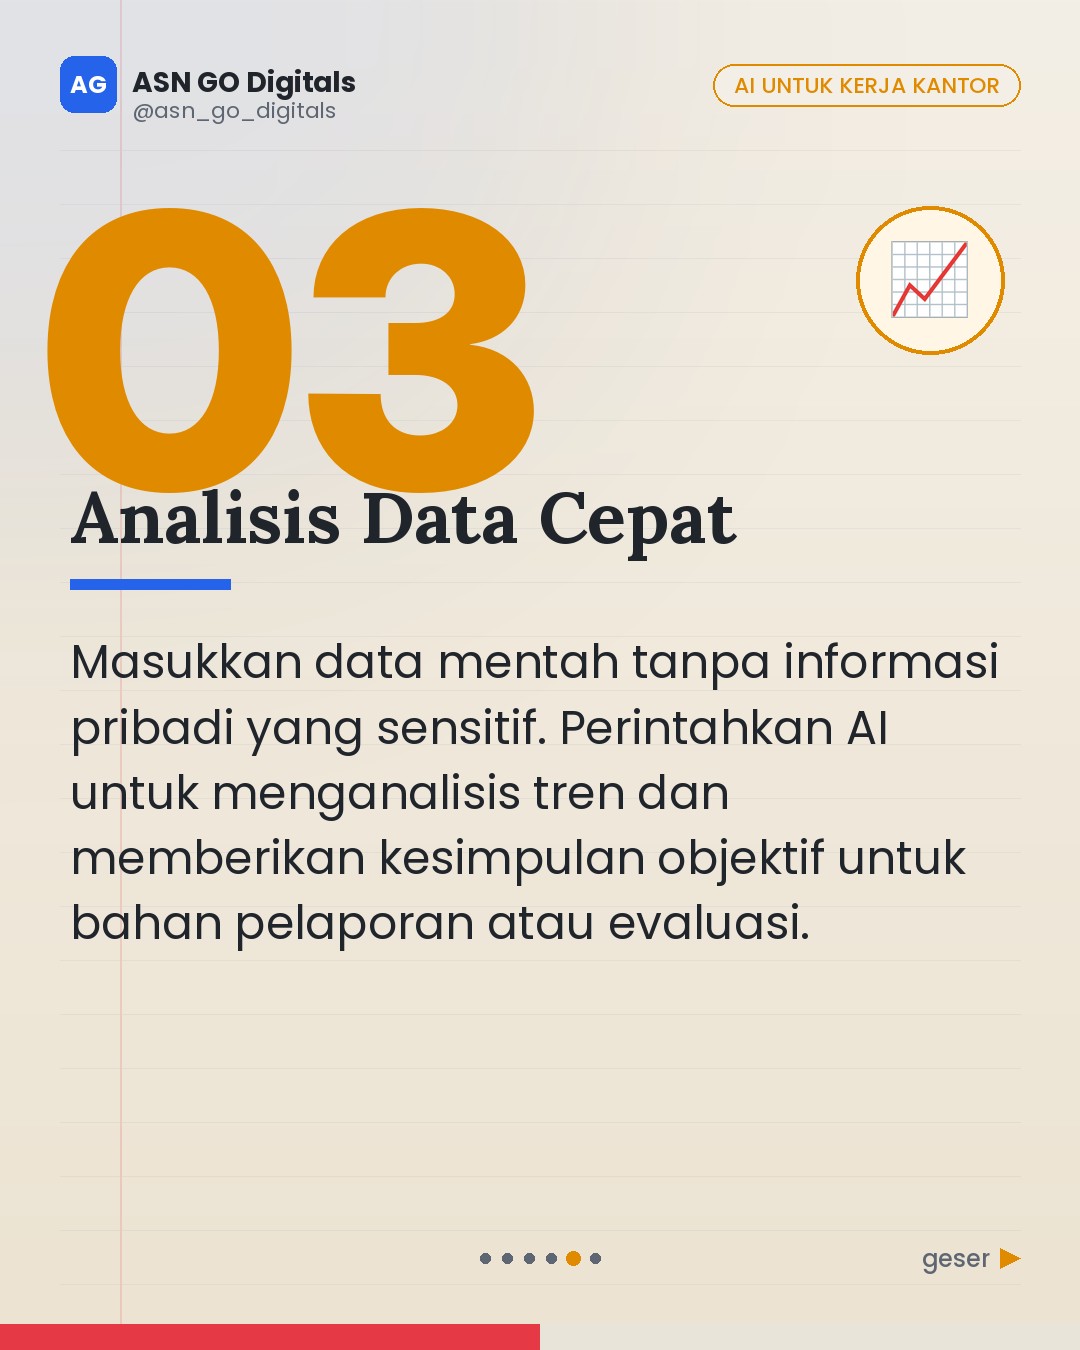 AG
ASN GO Digitals
@asn_go_digitals
AI UNTUK KERJA KANTOR
03
Analisis Data Cepat
Masukkan data mentah tanpa informasi
pribadi yang sensitif. Perintahkan AI
untuk menganalisis tren dan
memberikan kesimpulan objektif untuk
bahan pelaporan atau evaluasi.
geser